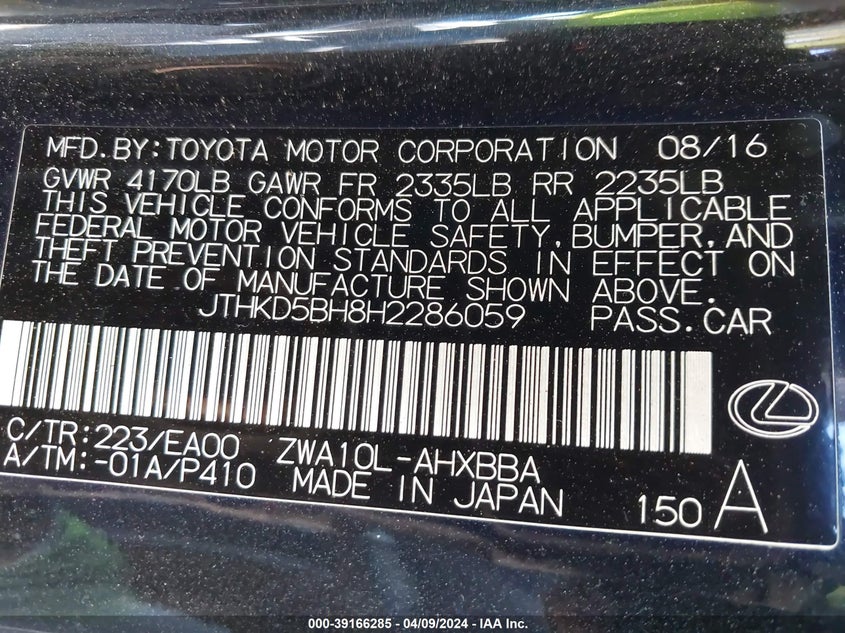 MFD.BY:TOYOTA MOTOR CORPORATION 08/16
GVWR 4170LB GAWR FR 2335LB RR 2235LB
THIS VEHICLE CONFORMS TO ALL APPLICABLE
FEDERAL MOTOR VEHICLE SAFETY,BUMPER,AND
THEFT PREVENTION STANDARDS IN EFFECT ON
THE DATE OF MANUFACTURE SHOWN ABOVE.
JTHKD5BH8H2286059 PASS.CAR
C/TR:223/EA00 ZWA10L-AHXBBA
A/TM:-01A/P410 MADE IN JAPAN 150 A
000-39166285 - 04/09/2024 - IAA Inc.